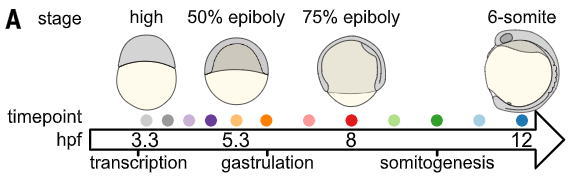 A stage high 50% epiboly 75% epiboly 6-somite
timepoint
hpf 3.3 5.3 8 12
transcription gastrulation somitogenesis